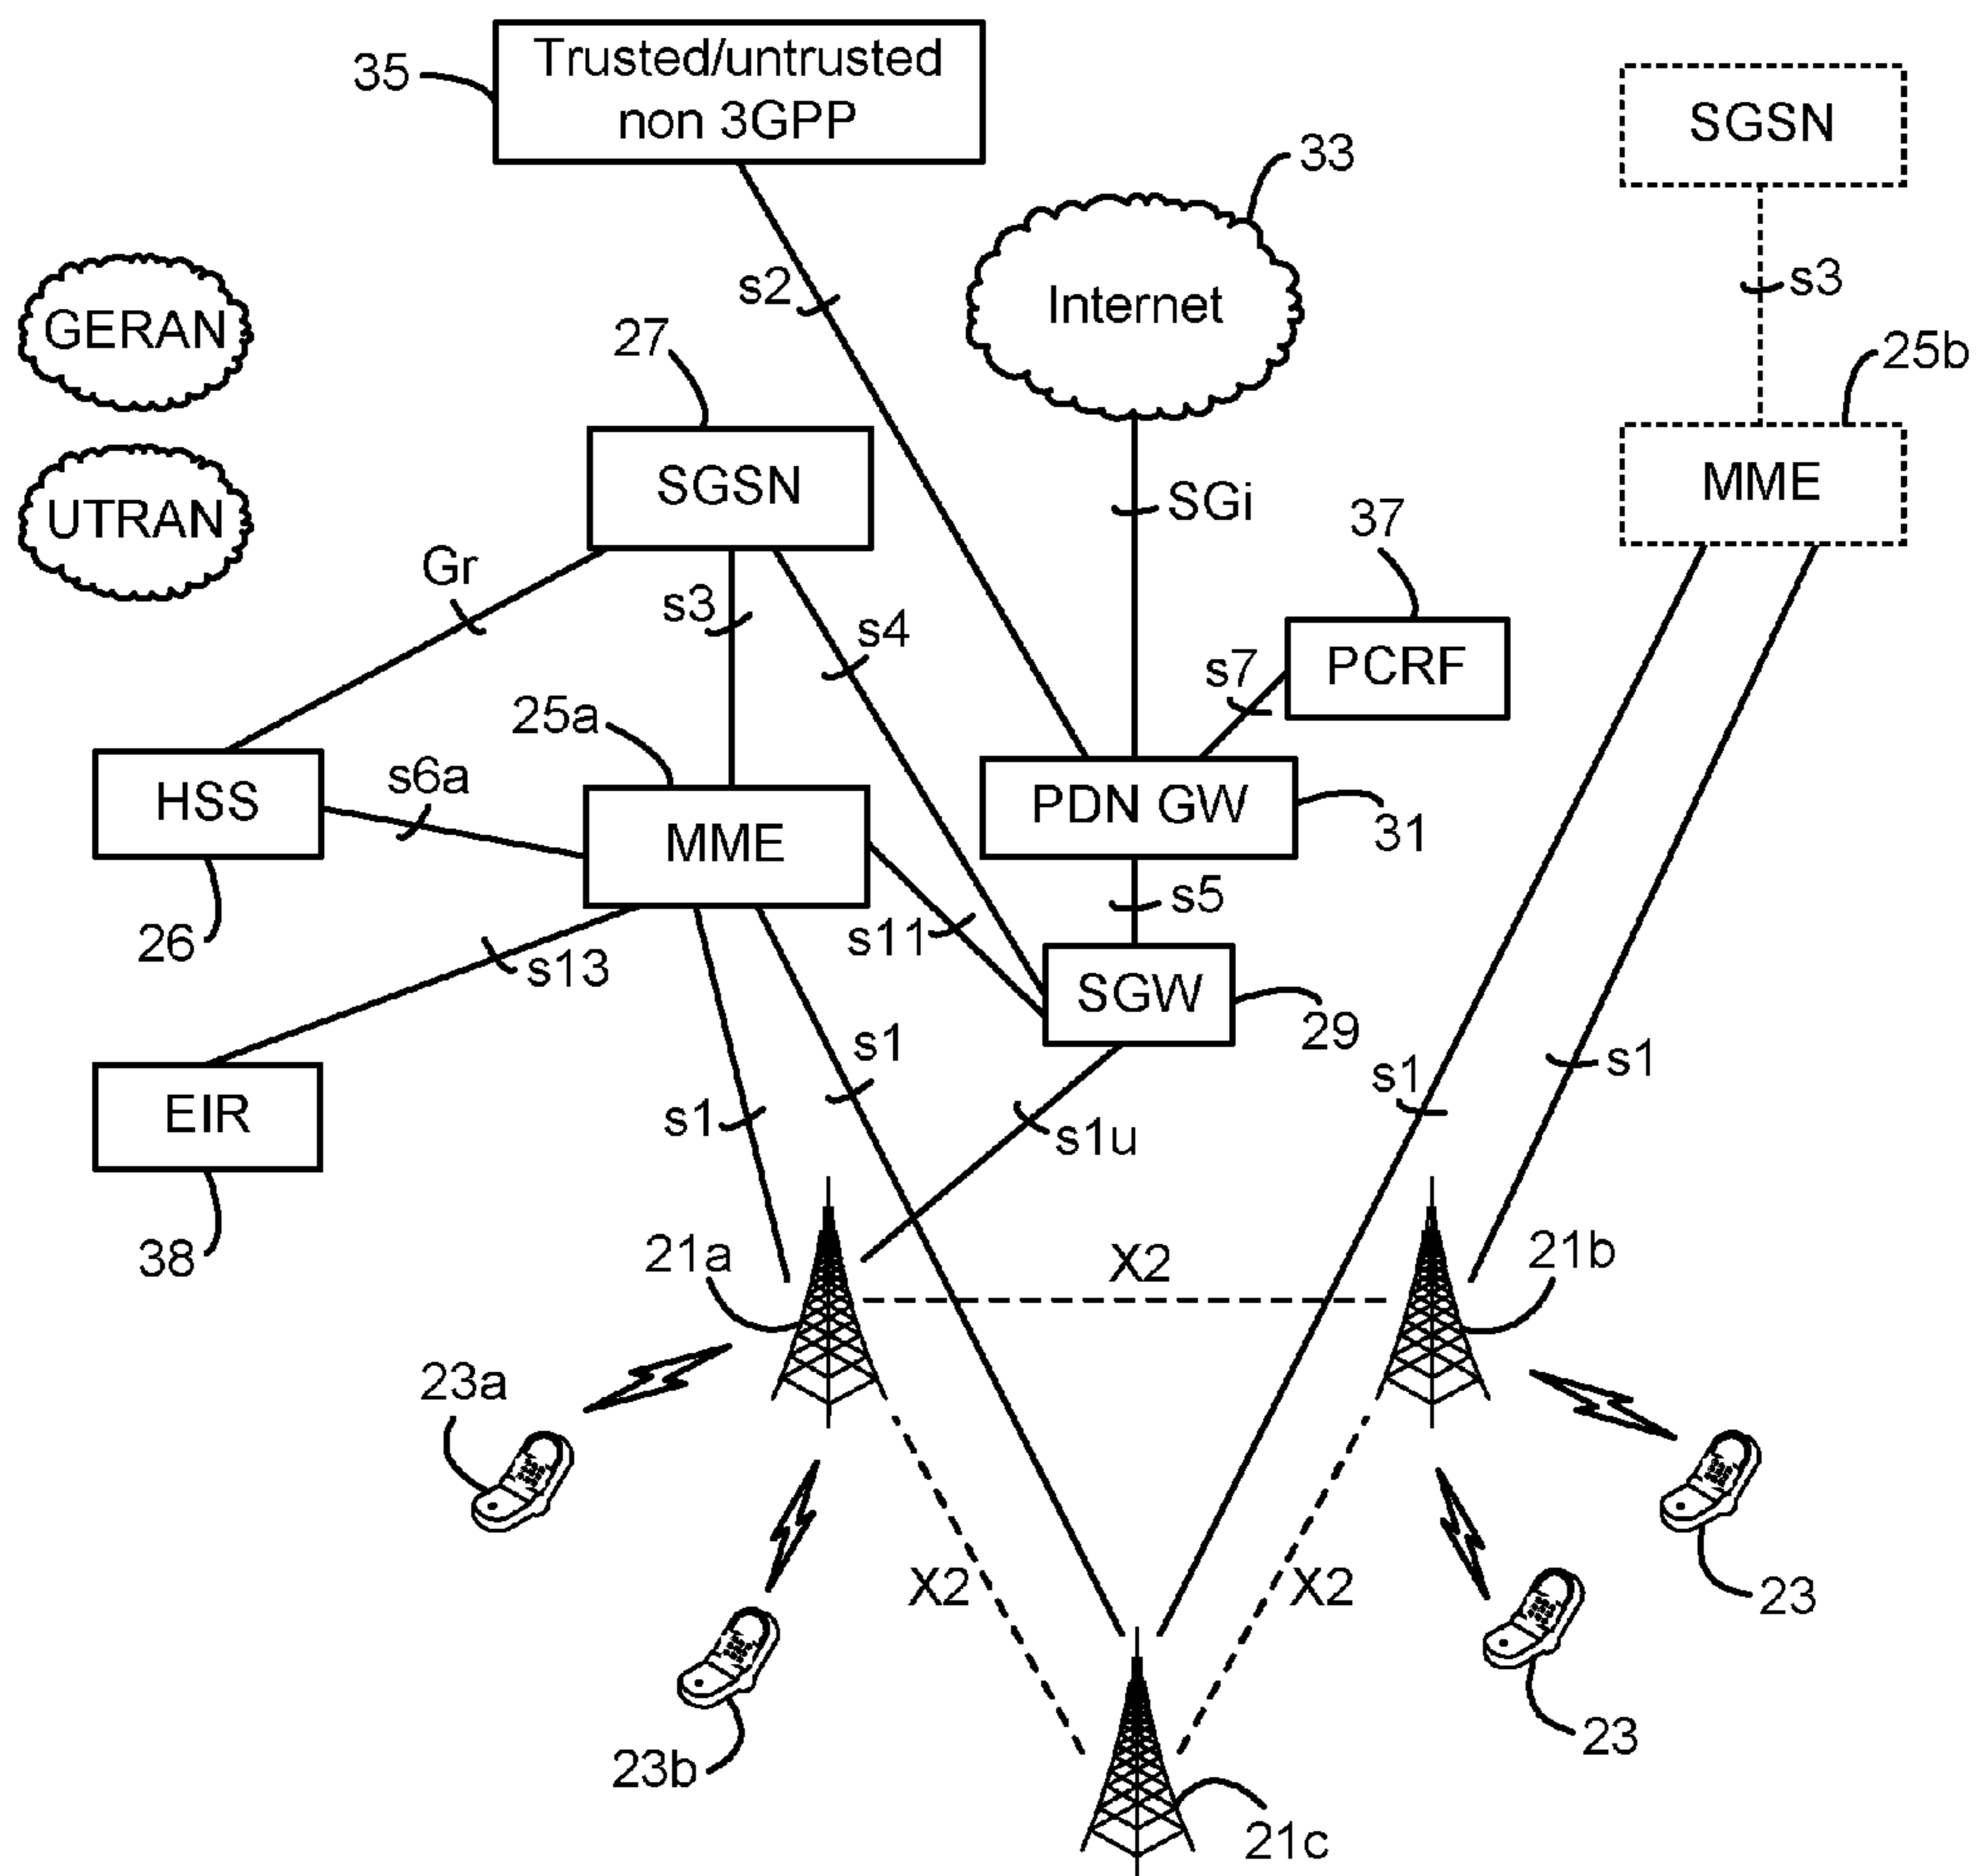 Trusted/untrusted
non 3GPP
35
SGSN
33
s2
Internet
s3
GERAN
27
25b
SGSN
SGi
MME
UTRAN
37
Gr
s3
s4
s7
PCRF
25a
HSS
s6a
MME
PDN GW
31
s5
26
s13
s11
SGW
29
s1
s1
s1
EIR
s1
s1u
38
21a
X2
21b
23a
X2
X2
23
23
23b
21c